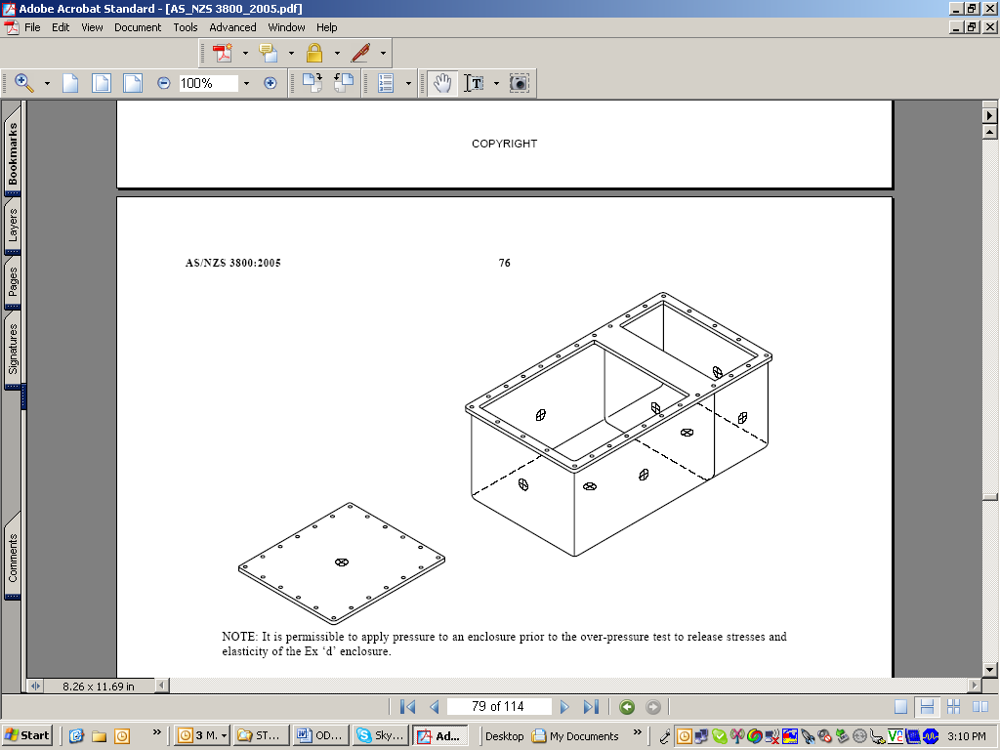 Adobe Acrobat Standard - [AS_NZS 3800_2005.pdf]
File Edit View Document Tools Advanced Window Help
100%
T
Bookmarks
Layers
Pages
Signatures
Comments
COPYRIGHT
AS/NZS 3800:2005 76
NOTE: It is permissible to apply pressure to an enclosure prior to the over-pressure test to release stresses and
elasticity of the Ex ‘d’ enclosure.
8.26 x 11.69 in
79 of 114
Start » 3 M. ST... OD... Sky... Ad... Desktop My Documents » 3:10 PM